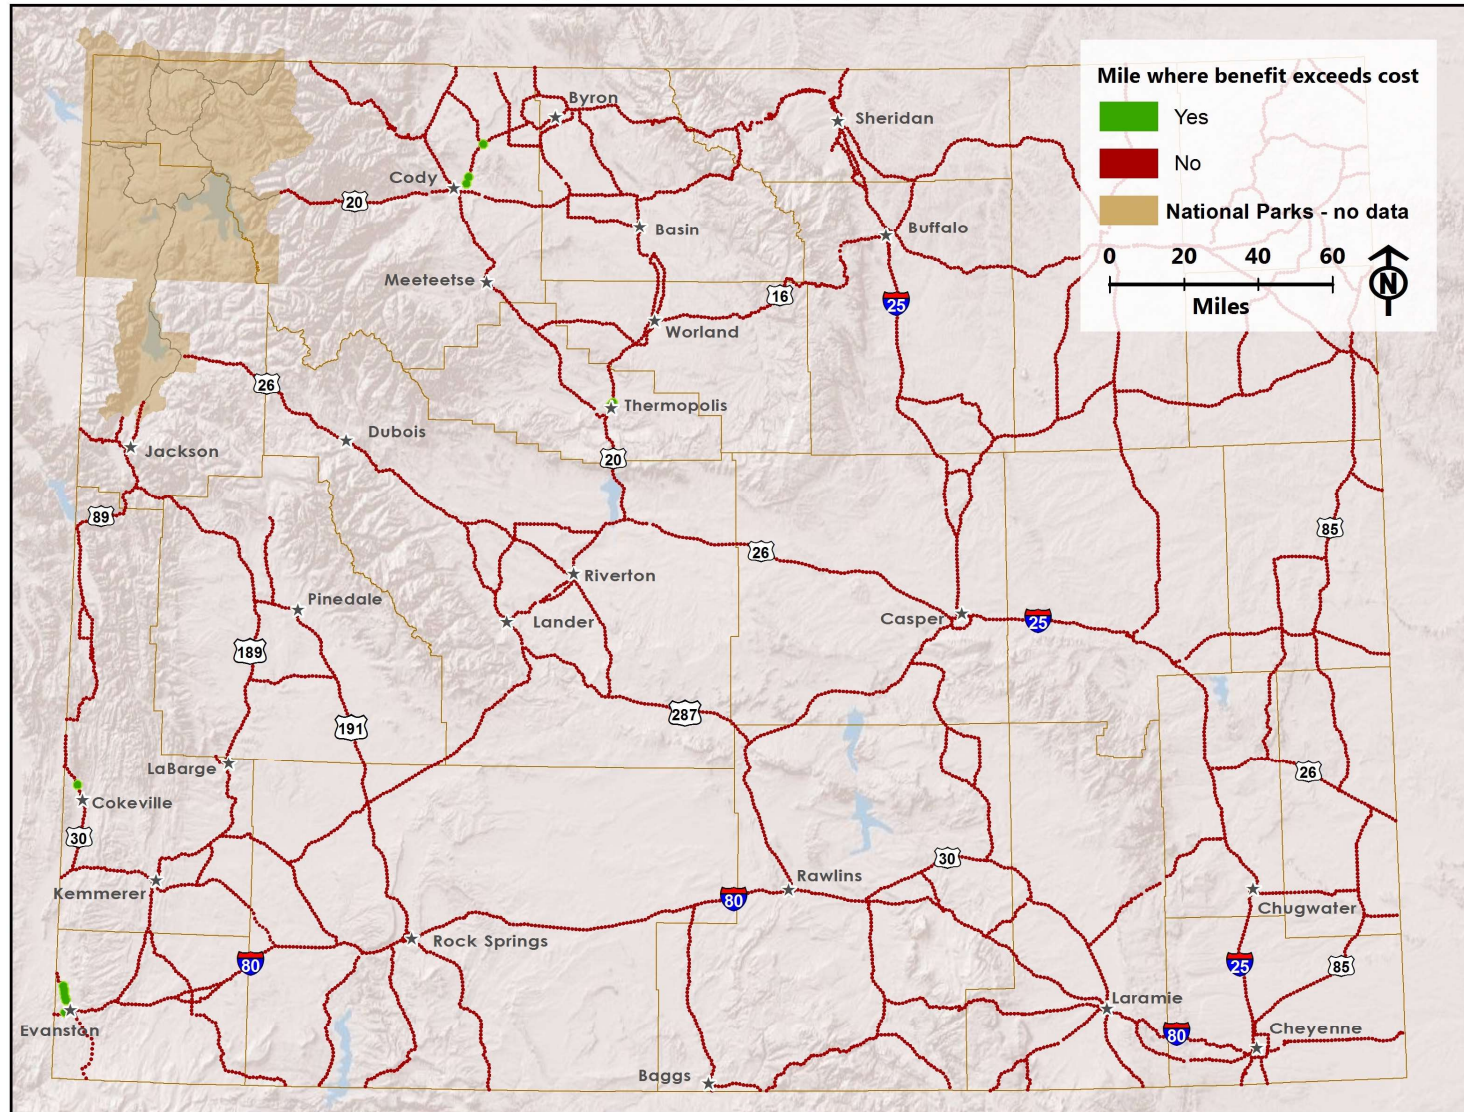 Mile where benefit exceeds cost
Yes
No
National Parks - no data
0 20 40 60
Miles
N
Byron
Sheridan
Cody
20
Basin
Buffalo
Meeteetse
16
25
Worland
26
Thermopolis
Dubois
Jackson
20
89
85
26
Riverton
Pinedale
Lander
Casper
25
189
287
191
LaBarge
26
Cokeville
30
30
Rawlins
Kemmerer
80
Chugwater
Rock Springs
80
25
85
Laramie
Evanston
80
Cheyenne
Baggs